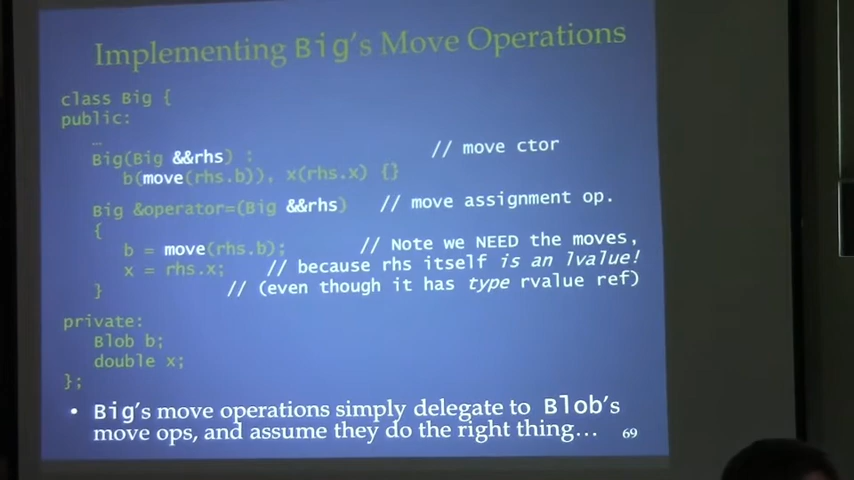 Implementing Big's Move Operations
class Big {
public:
…
Big(Big &&rhs) : // move ctor
b(move(rhs.b)), x(rhs.x) {}
Big &operator=(Big &&rhs) // move assignment op.
{
b = move(rhs.b); // Note we NEED the moves,
x = rhs.x; // because rhs itself is an lvalue!
} // (even though it has type rvalue ref)
private:
Blob b;
double x;
};
• Big's move operations simply delegate to Blob's
move ops, and assume they do the right thing… 69